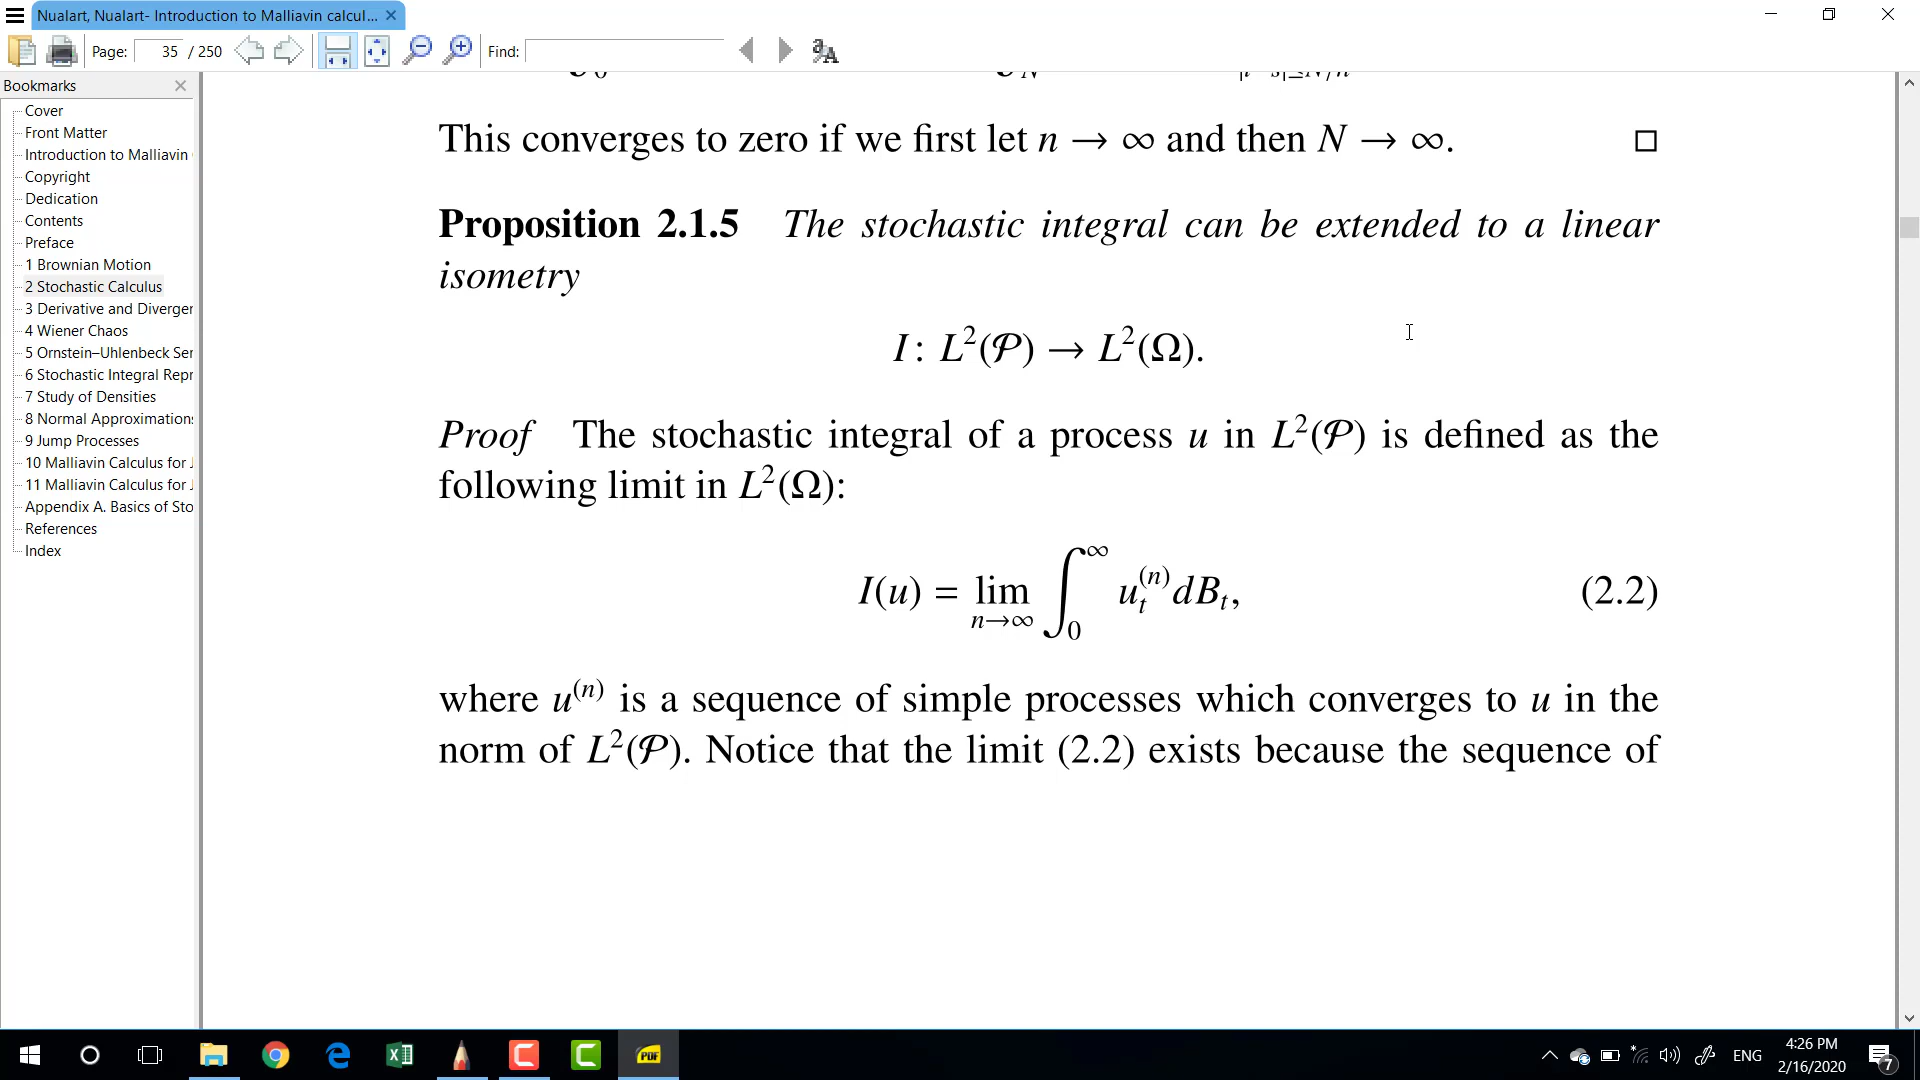 Nualart, Nualart- Introduction to Malliavin calcul...
Page: 35 / 250 Find:
Bookmarks
Cover
Front Matter
Introduction to Malliavin
Copyright
Dedication
Contents
Preface
1 Brownian Motion
2 Stochastic Calculus
3 Derivative and Diverger
4 Wiener Chaos
5 Ornstein–Uhlenbeck Ser
6 Stochastic Integral Repr
7 Study of Densities
8 Normal Approximations
9 Jump Processes
10 Malliavin Calculus for J
11 Malliavin Calculus for J
Appendix A. Basics of Sto
References
Index
This converges to zero if we first let n → ∞ and then N → ∞. □
Proposition 2.1.5 The stochastic integral can be extended to a linear
isometry
I: L²(𝒫) → L²(Ω).
Proof The stochastic integral of a process u in L²(𝒫) is defined as the
following limit in L²(Ω):
I(u) = lim_{n→∞} ∫₀^∞ u_t^{(n)} dB_t, (2.2)
where u^{(n)} is a sequence of simple processes which converges to u in the
norm of L²(𝒫). Notice that the limit (2.2) exists because the sequence of
PDF
ENG
4:26 PM
2/16/2020
7